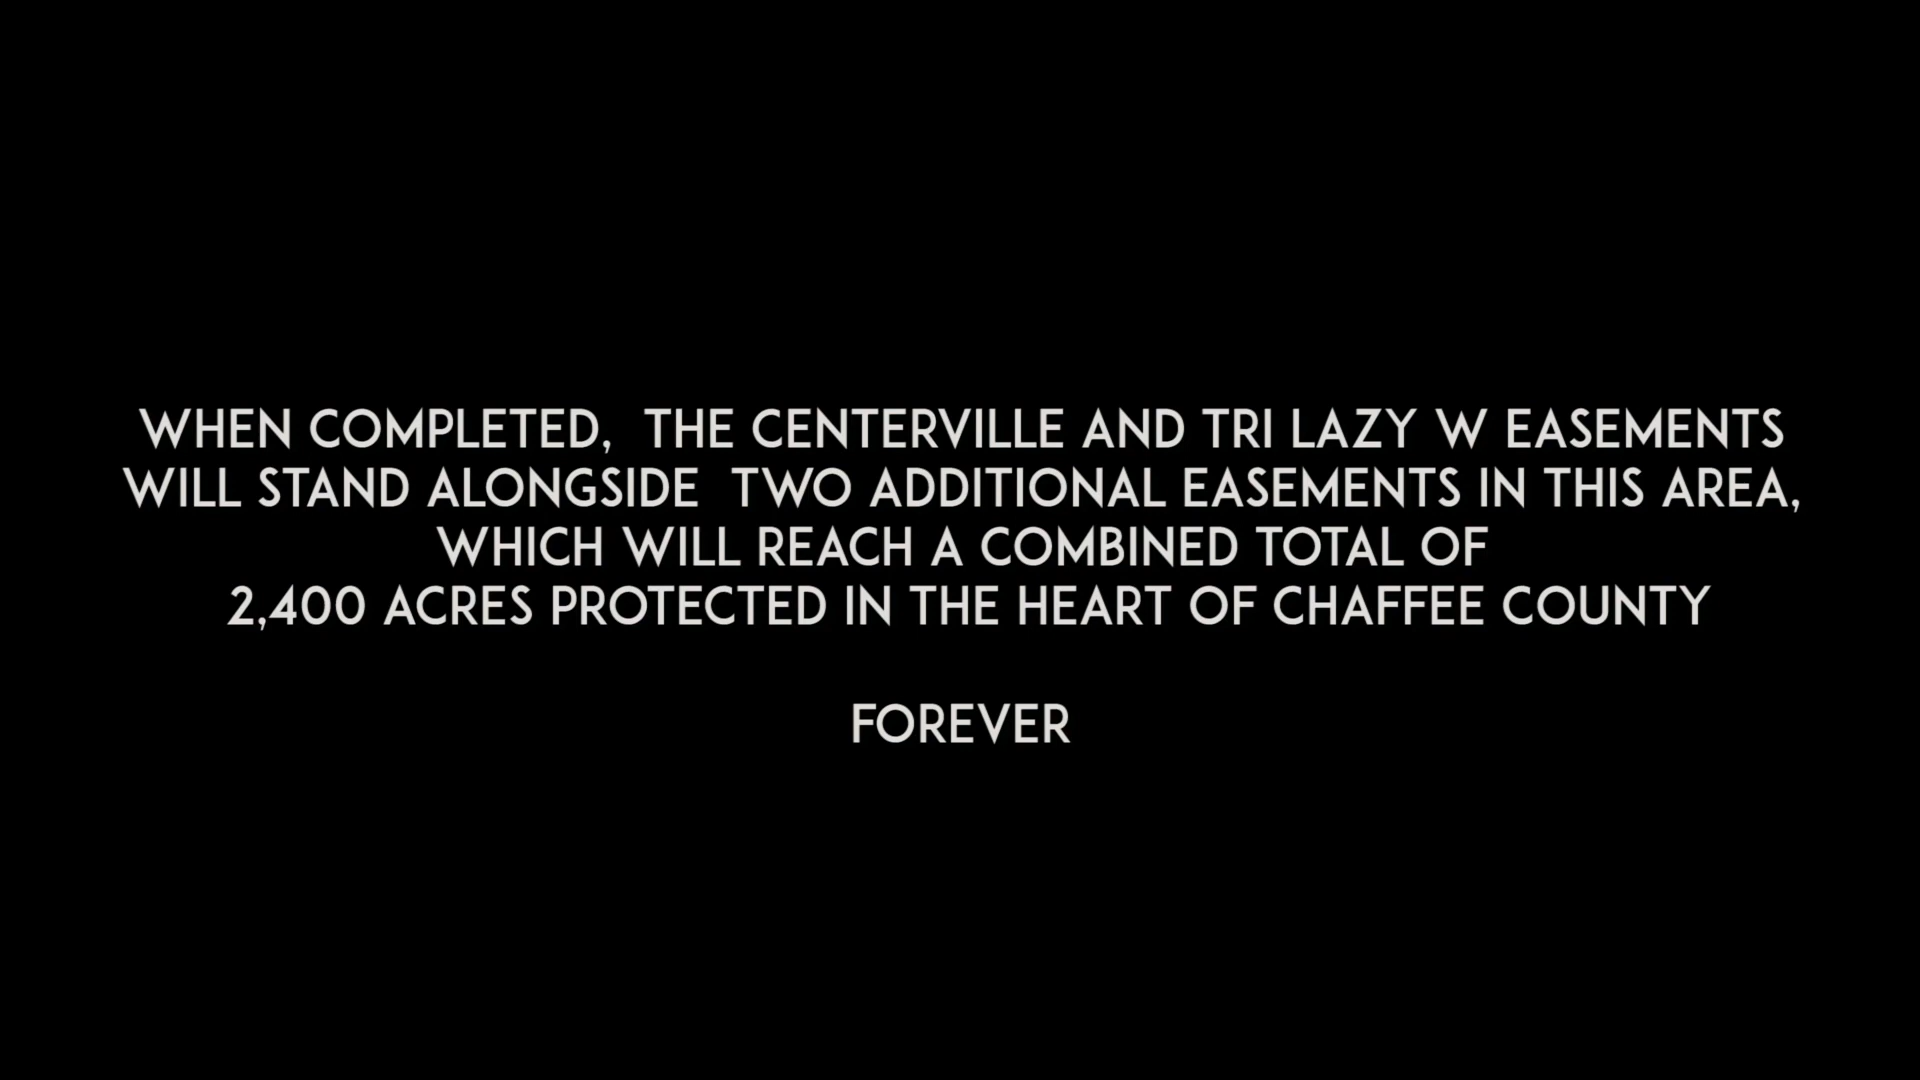 WHEN COMPLETED, THE CENTERVILLE AND TRI LAZY W EASEMENTS
WILL STAND ALONGSIDE TWO ADDITIONAL EASEMENTS IN THIS AREA,
WHICH WILL REACH A COMBINED TOTAL OF
2,400 ACRES PROTECTED IN THE HEART OF CHAFFEE COUNTY
FOREVER